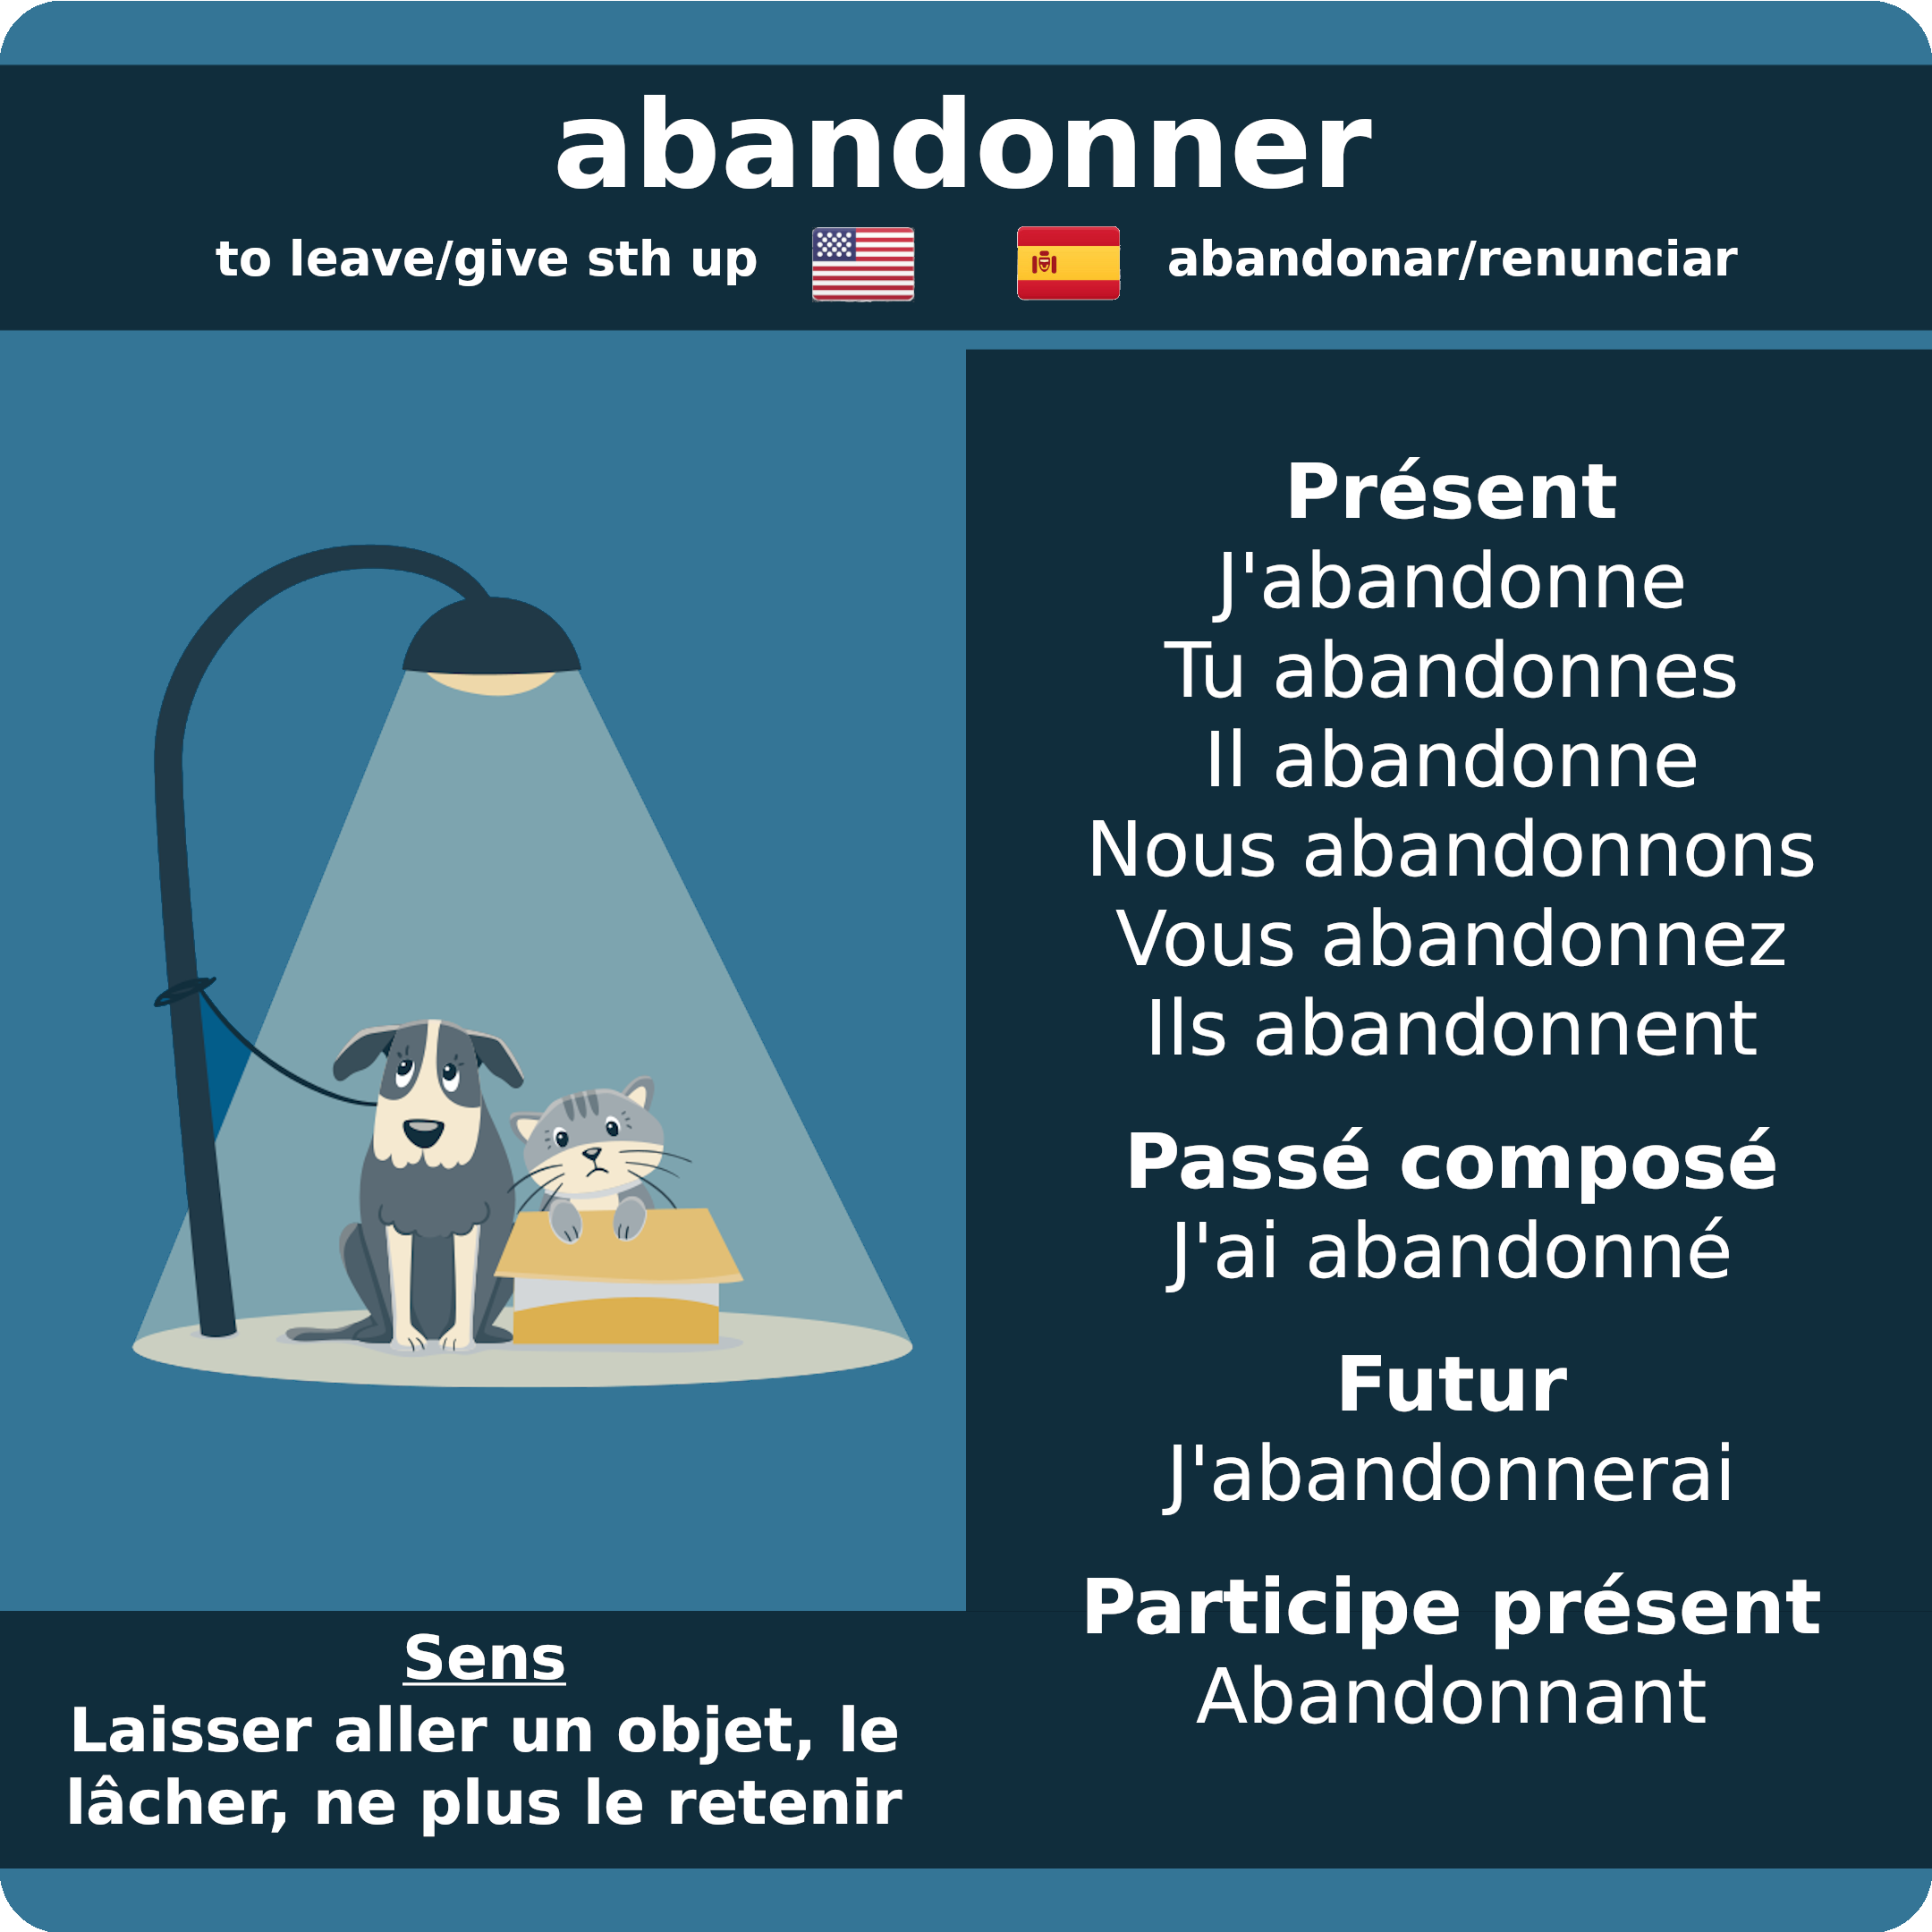 abandonner
to leave/give sth up
abandonar/renunciar
Présent
J'abandonne
Tu abandonnes
Il abandonne
Nous abandonnons
Vous abandonnez
Ils abandonnent
Passé composé
J'ai abandonné
Futur
J'abandonnerai
Participe présent
Abandonnant
Sens
Laisser aller un objet, le
lâcher, ne plus le retenir